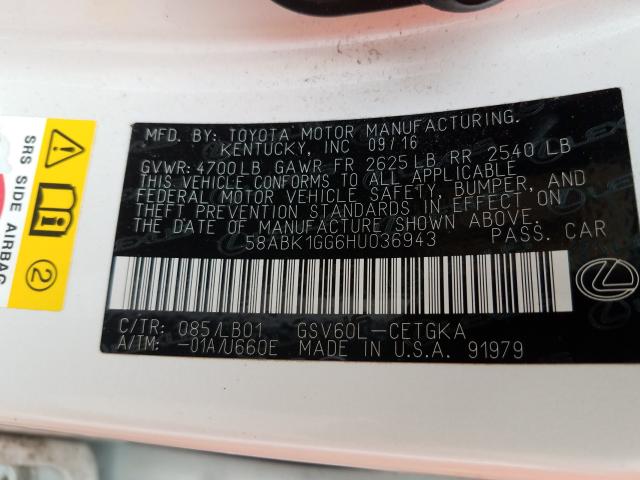 MFD. BY: TOYOTA MOTOR MANUFACTURING.
KENTUCKY, INC 09/16
GVWR: 4700LB GAWR FR 2625LB RR 2540 LB
THIS VEHICLE CONFORMS TO ALL APPLICABLE
FEDERAL MOTOR VEHICLE SAFETY, BUMPER, AND
THEFT PREVENTION STANDARDS IN EFFECT ON
THE DATE OF MANUFACTURE SHOWN ABOVE.
58ABK1GG6HU036943 PASS. CAR
C/TR: 085/LB01 GSV60L-CETGKA
A/TM: -01A/U660E MADE IN U.S.A. 91979
SRS SIDE AIRBAG
2